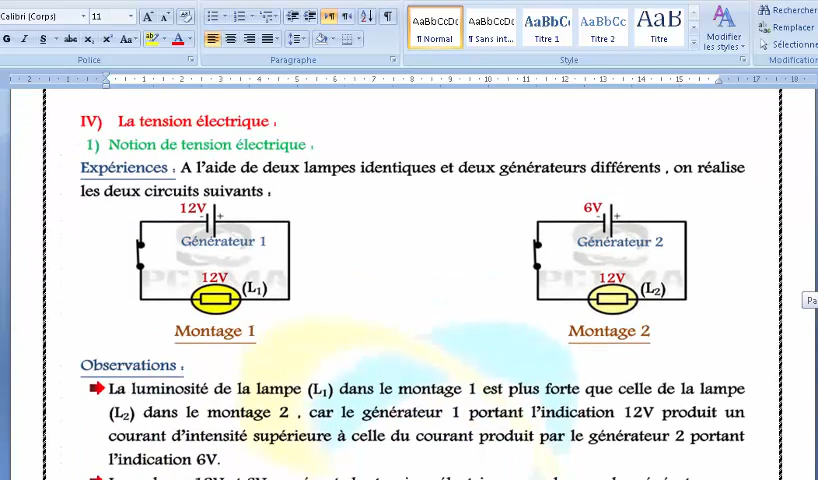 Calibri (Corps) 11
AaBbCcDc AaBbCcDc AaBbCc AaBbCc AaB
¶ Normal ¶ Sans int... Titre 1 Titre 2 Titre
Modifier les styles
Rechercher
Remplacer
Sélectionner
Police Paragraphe Style Modification
IV) La tension électrique :
1) Notion de tension électrique :
Expériences : A l'aide de deux lampes identiques et deux générateurs différents , on réalise
les deux circuits suivants :
12V
- +
Générateur 1
12V
(L1)
Montage 1
6V
- +
Générateur 2
12V
(L2)
Montage 2
Observations :
La luminosité de la lampe (L1) dans le montage 1 est plus forte que celle de la lampe
(L2) dans le montage 2 , car le générateur 1 portant l'indication 12V produit un
courant d'intensité supérieure à celle du courant produit par le générateur 2 portant
l'indication 6V.